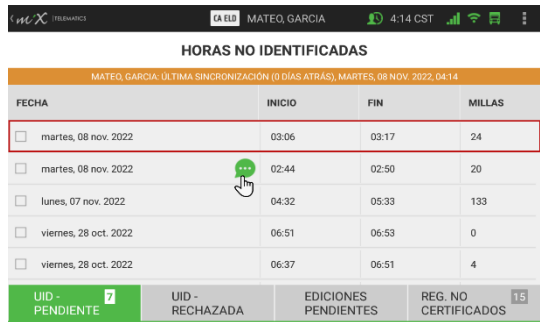 mX | TELEMATICS CA ELD MATEO, GARCIA 4:14 CST
HORAS NO IDENTIFICADAS
MATEO, GARCIA: ÚLTIMA SINCRONIZACIÓN (0 DÍAS ATRÁS), MARTES, 08 NOV. 2022, 04:14
FECHA INICIO FIN MILLAS
martes, 08 nov. 2022 03:06 03:17 24
martes, 08 nov. 2022 02:44 02:50 20
lunes, 07 nov. 2022 04:32 05:33 133
viernes, 28 oct. 2022 06:51 06:53 0
viernes, 28 oct. 2022 06:37 06:51 4
UID - 7 UID - EDICIONES REG. NO 15
PENDIENTE RECHAZADA PENDIENTES CERTIFICADOS